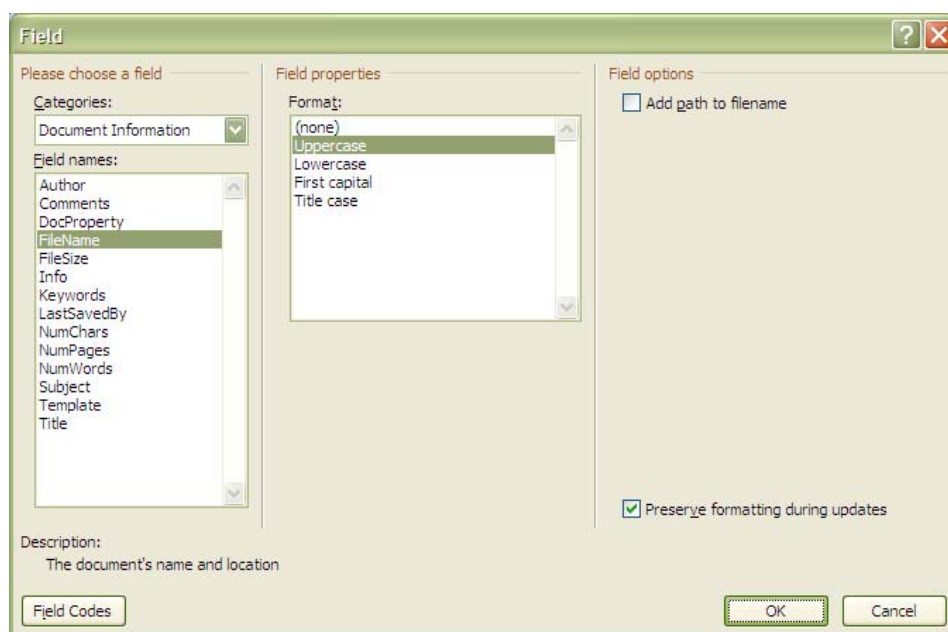 Field
Please choose a field
Categories:
Document Information
Field names:
Author
Comments
DocProperty
FileName
FileSize
Info
Keywords
LastSavedBy
NumChars
NumPages
NumWords
Subject
Template
Title
Field properties
Format:
(none)
Uppercase
Lowercase
First capital
Title case
Field options
Add path to filename
Preserve formatting during updates
Description:
The document's name and location
Field Codes
OK
Cancel